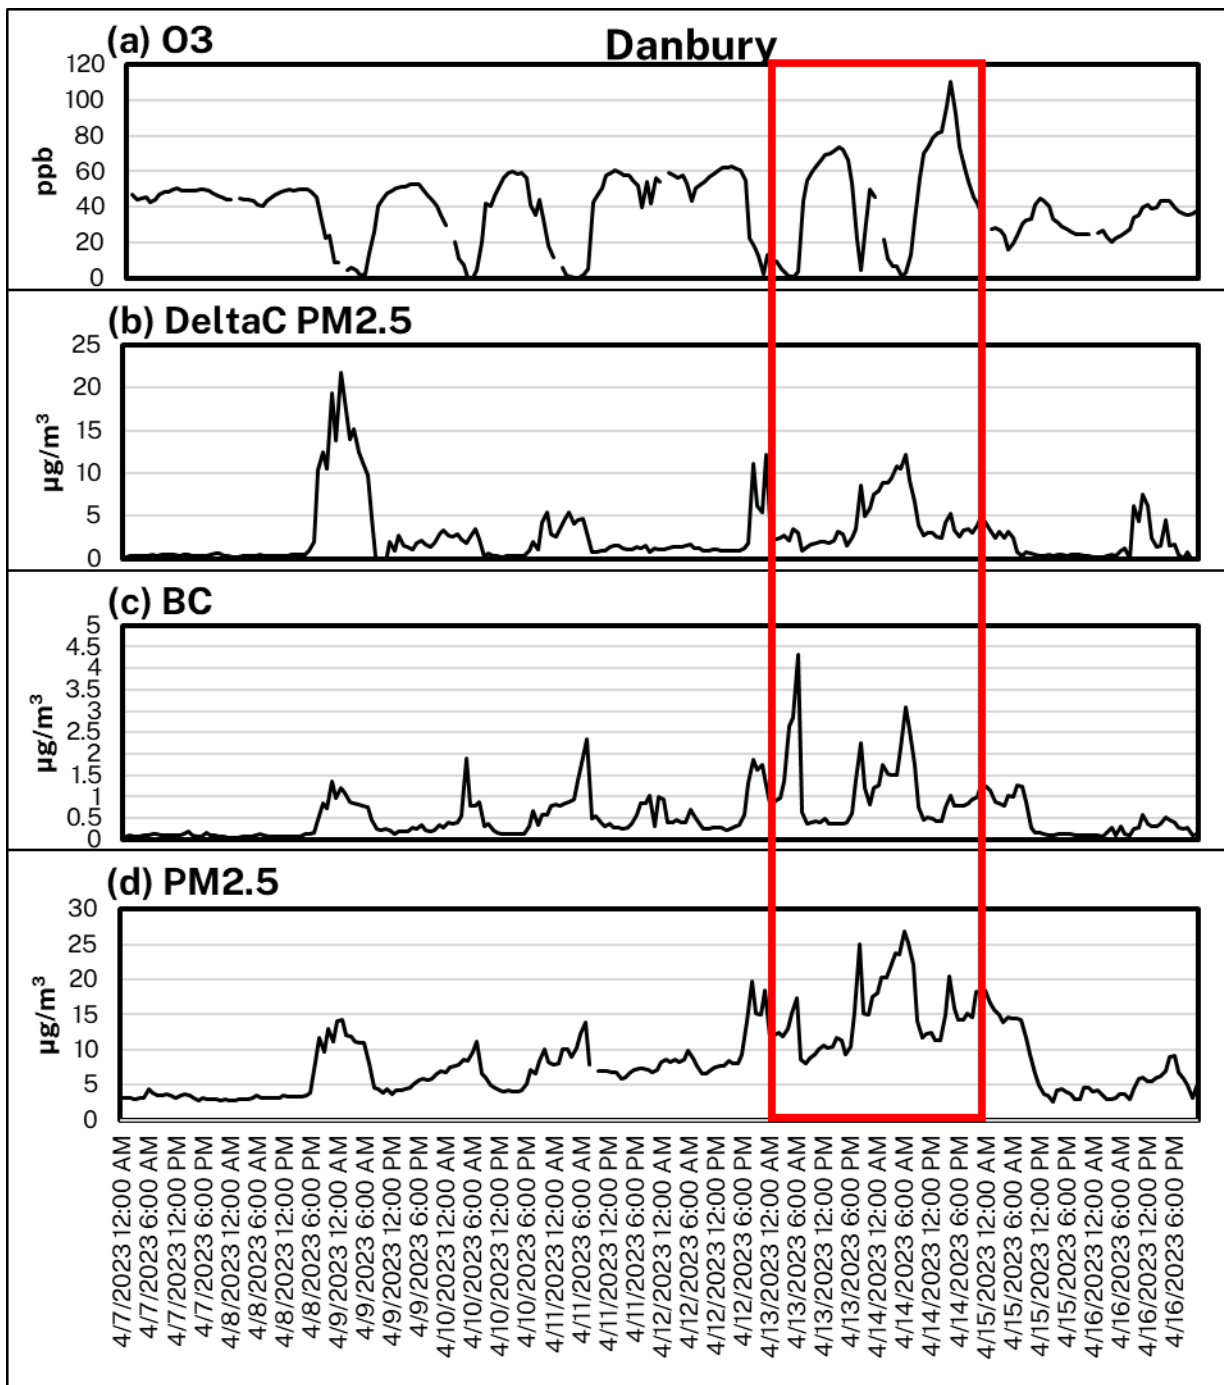 (a) O3
Danbury
120
100
80
60
40
20
0
ppb
(b) DeltaC PM2.5
25
20
15
10
5
0
µg/m³
(c) BC
5
4.5
4
3.5
3
2.5
2
1.5
1
0.5
0
µg/m³
(d) PM2.5
30
25
20
15
10
5
0
µg/m³
4/7/2023 12:00 AM
4/7/2023 6:00 AM
4/7/2023 12:00 PM
4/7/2023 6:00 PM
4/8/2023 12:00 AM
4/8/2023 6:00 AM
4/8/2023 12:00 PM
4/8/2023 6:00 PM
4/9/2023 12:00 AM
4/9/2023 6:00 AM
4/9/2023 12:00 PM
4/9/2023 6:00 PM
4/10/2023 12:00 AM
4/10/2023 6:00 AM
4/10/2023 12:00 PM
4/10/2023 6:00 PM
4/11/2023 12:00 AM
4/11/2023 6:00 AM
4/11/2023 12:00 PM
4/11/2023 6:00 PM
4/12/2023 12:00 AM
4/12/2023 6:00 AM
4/12/2023 12:00 PM
4/12/2023 6:00 PM
4/13/2023 12:00 AM
4/13/2023 6:00 AM
4/13/2023 12:00 PM
4/13/2023 6:00 PM
4/14/2023 12:00 AM
4/14/2023 6:00 AM
4/14/2023 12:00 PM
4/14/2023 6:00 PM
4/15/2023 12:00 AM
4/15/2023 6:00 AM
4/15/2023 12:00 PM
4/15/2023 6:00 PM
4/16/2023 12:00 AM
4/16/2023 6:00 AM
4/16/2023 12:00 PM
4/16/2023 6:00 PM